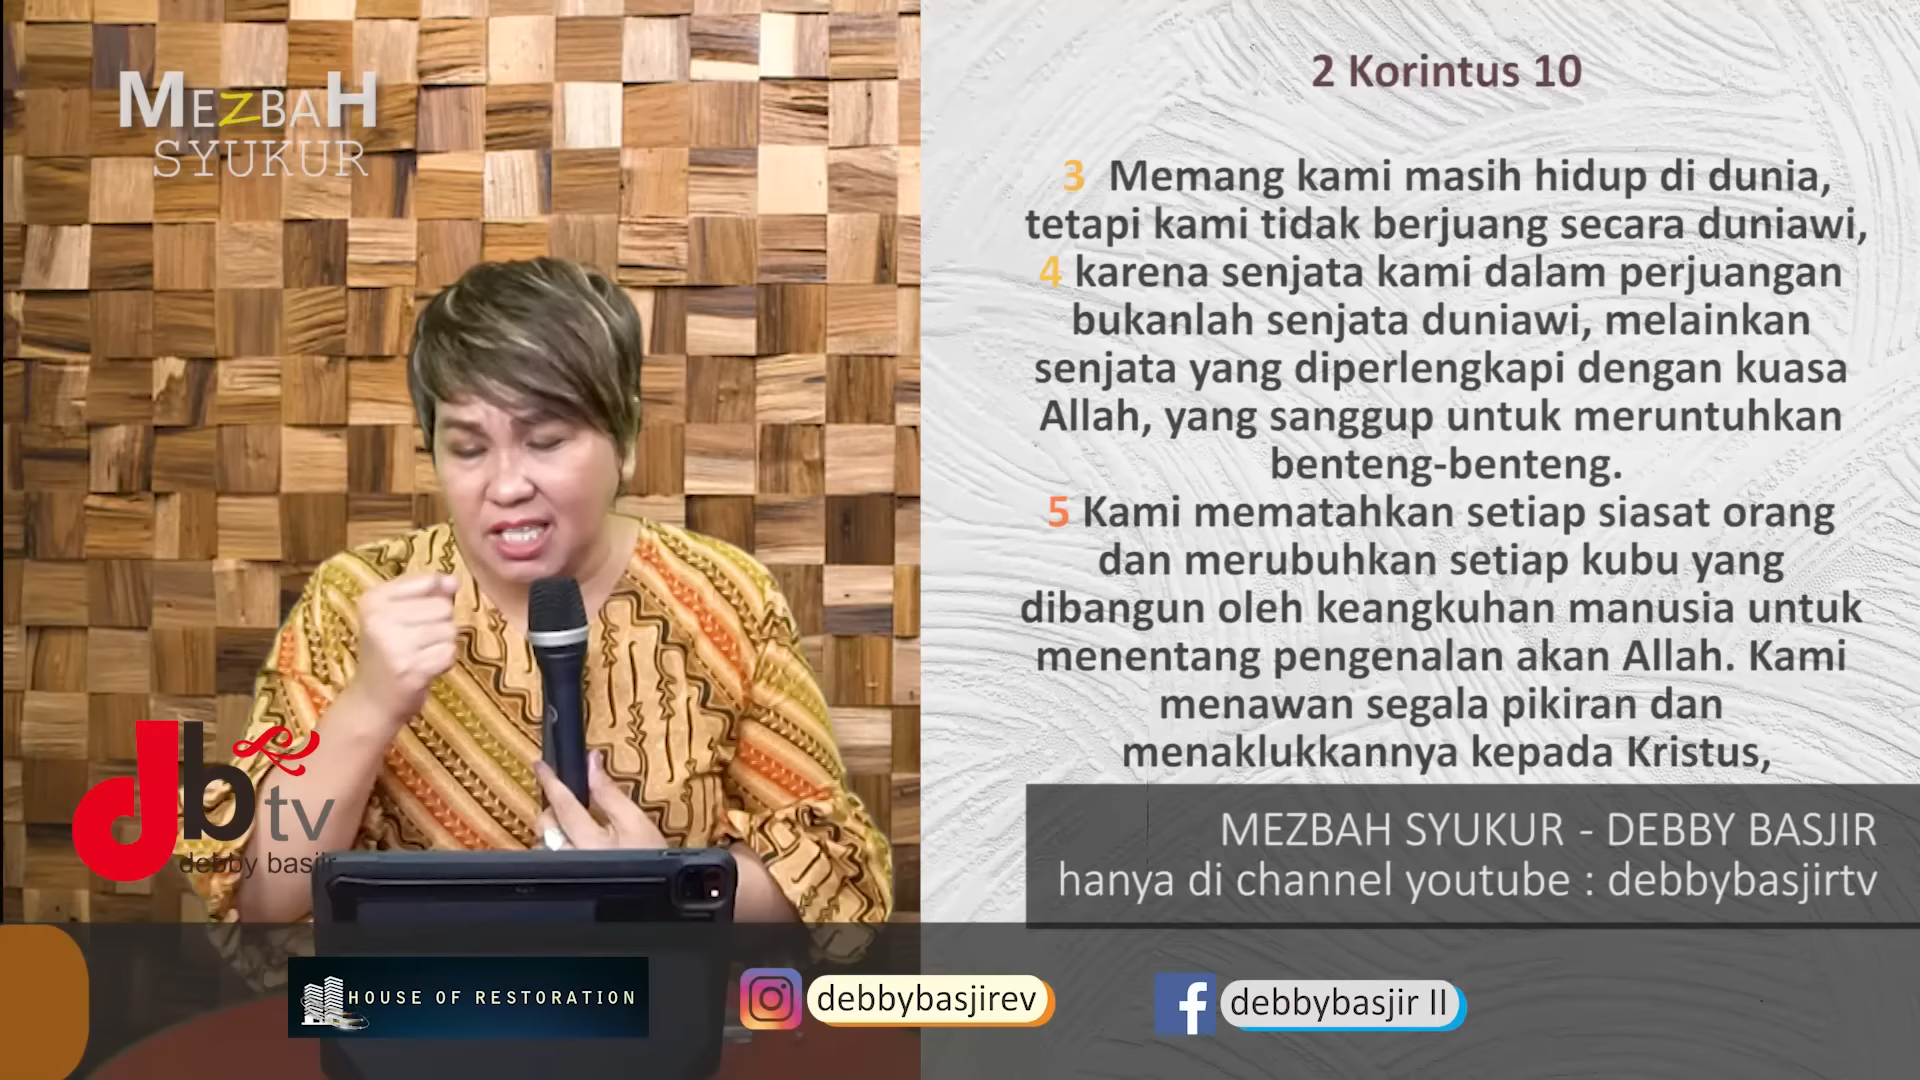 MEZBAH
SYUKUR
2 Korintus 10
3 Memang kami masih hidup di dunia,
tetapi kami tidak berjuang secara duniawi,
4 karena senjata kami dalam perjuangan
bukanlah senjata duniawi, melainkan
senjata yang diperlengkapi dengan kuasa
Allah, yang sanggup untuk meruntuhkan
benteng-benteng.
5 Kami mematahkan setiap siasat orang
dan merubuhkan setiap kubu yang
dibangun oleh keangkuhan manusia untuk
menentang pengenalan akan Allah. Kami
menawan segala pikiran dan
menaklukkannya kepada Kristus,
db tv
debby basjir
MEZBAH SYUKUR - DEBBY BASJIR
hanya di channel youtube : debbybasjirtv
HOUSE OF RESTORATION
debbybasjirev
debbybasjir II